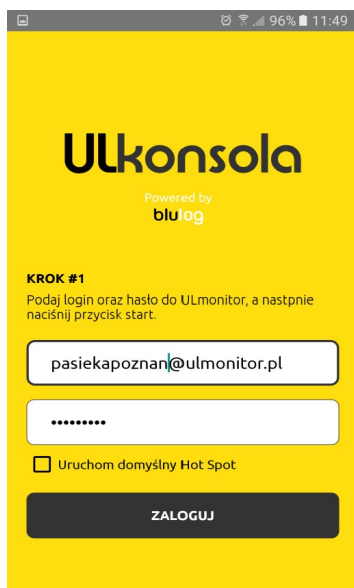 96% 11:49
ULkonsola
Powered by
blulog
KROK #1
Podaj login oraz hasło do ULmonitor, a nastpnie
naciśnij przycisk start.
pasiekapoznan@ulmonitor.pl
•••••••••
Uruchom domyślny Hot Spot
ZALOGUJ